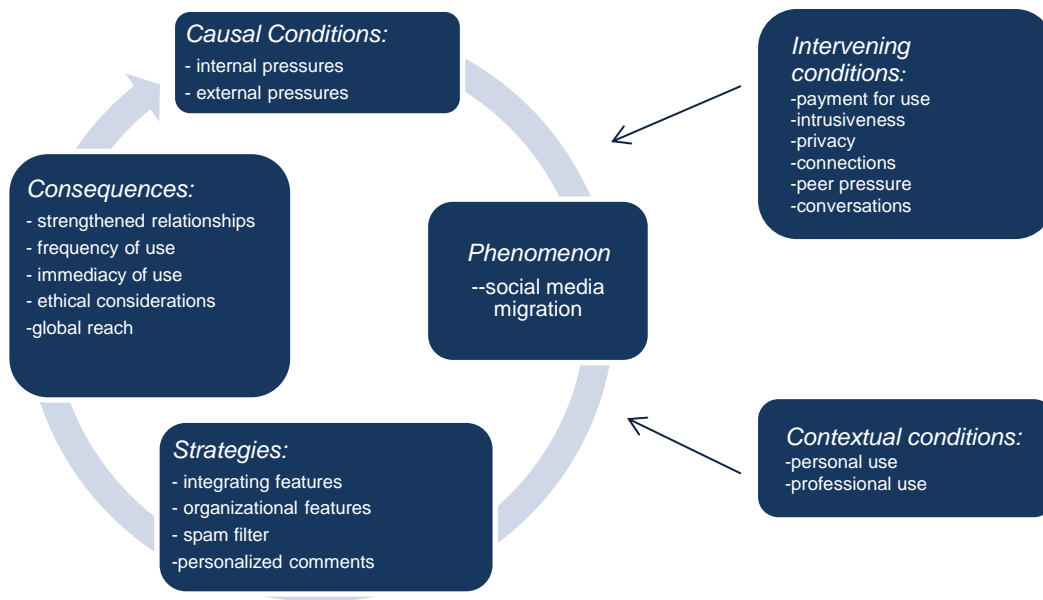 Causal Conditions:
- internal pressures
- external pressures
Intervening
conditions:
-payment for use
-intrusiveness
-privacy
-connections
-peer pressure
-conversations
Consequences:
- strengthened relationships
- frequency of use
- immediacy of use
- ethical considerations
-global reach
Phenomenon
--social media
migration
Strategies:
- integrating features
- organizational features
- spam filter
-personalized comments
Contextual conditions:
-personal use
-professional use